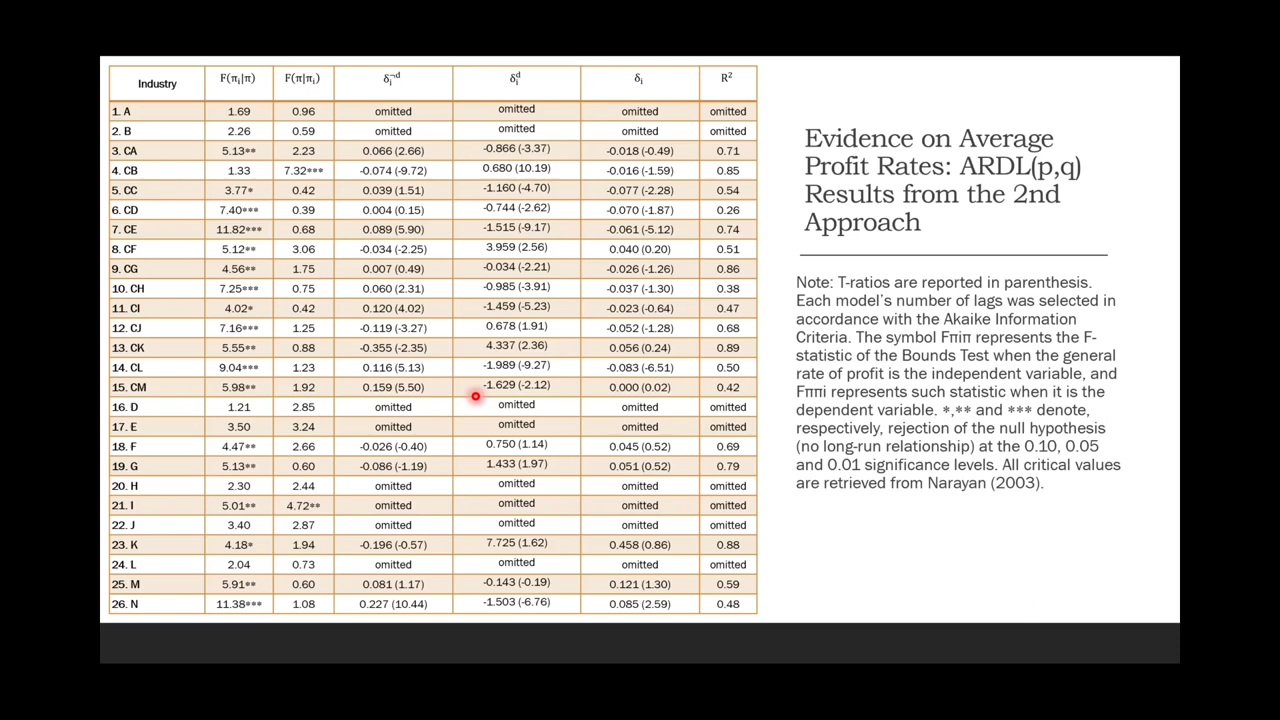 Industry F(πᵢ|π) F(π|πᵢ) δᵢ¬ᵈ δᵢᵈ δᵢ R²
1. A 1.69 0.96 omitted omitted omitted omitted
2. B 2.26 0.59 omitted omitted omitted omitted
3. CA 5.13** 2.23 0.066 (2.66) -0.866 (-3.37) -0.018 (-0.49) 0.71
4. CB 1.33 7.32*** -0.074 (-9.72) 0.680 (10.19) -0.016 (-1.59) 0.85
5. CC 3.77* 0.42 0.039 (1.51) -1.160 (-4.70) -0.077 (-2.28) 0.54
6. CD 7.40*** 0.39 0.004 (0.15) -0.744 (-2.62) -0.070 (-1.87) 0.26
7. CE 11.82*** 0.68 0.089 (5.90) -1.515 (-9.17) -0.061 (-5.12) 0.74
8. CF 5.12** 3.06 -0.034 (-2.25) 3.959 (2.56) 0.040 (0.20) 0.51
9. CG 4.56** 1.75 0.007 (0.49) -0.034 (-2.21) -0.026 (-1.26) 0.86
10. CH 7.25*** 0.75 0.060 (2.31) -0.985 (-3.91) -0.037 (-1.30) 0.38
11. CI 4.02* 0.42 0.120 (4.02) -1.459 (-5.23) -0.023 (-0.64) 0.47
12. CJ 7.16*** 1.25 -0.119 (-3.27) 0.678 (1.91) -0.052 (-1.28) 0.68
13. CK 5.55** 0.88 -0.355 (-2.35) 4.337 (2.36) 0.056 (0.24) 0.89
14. CL 9.04*** 1.23 0.116 (5.13) -1.989 (-9.27) -0.083 (-6.51) 0.50
15. CM 5.98** 1.92 0.159 (5.50) -1.629 (-2.12) 0.000 (0.02) 0.42
16. D 1.21 2.85 omitted omitted omitted omitted
17. E 3.50 3.24 omitted omitted omitted omitted
18. F 4.47** 2.66 -0.026 (-0.40) 0.750 (1.14) 0.045 (0.52) 0.69
19. G 5.13** 0.60 -0.086 (-1.19) 1.433 (1.97) 0.051 (0.52) 0.79
20. H 2.30 2.44 omitted omitted omitted omitted
21. I 5.01** 4.72** omitted omitted omitted omitted
22. J 3.40 2.87 omitted omitted omitted omitted
23. K 4.18* 1.94 -0.196 (-0.57) 7.725 (1.62) 0.458 (0.86) 0.88
24. L 2.04 0.73 omitted omitted omitted omitted
25. M 5.91** 0.60 0.081 (1.17) -0.143 (-0.19) 0.121 (1.30) 0.59
26. N 11.38*** 1.08 0.227 (10.44) -1.503 (-6.76) 0.085 (2.59) 0.48
Evidence on Average
Profit Rates: ARDL(p,q)
Results from the 2nd
Approach
Note: T-ratios are reported in parenthesis.
Each model's number of lags was selected in
accordance with the Akaike Information
Criteria. The symbol Fπiπ represents the F-
statistic of the Bounds Test when the general
rate of profit is the independent variable, and
Fππi represents such statistic when it is the
dependent variable. *,** and *** denote,
respectively, rejection of the null hypothesis
(no long-run relationship) at the 0.10, 0.05
and 0.01 significance levels. All critical values
are retrieved from Narayan (2003).